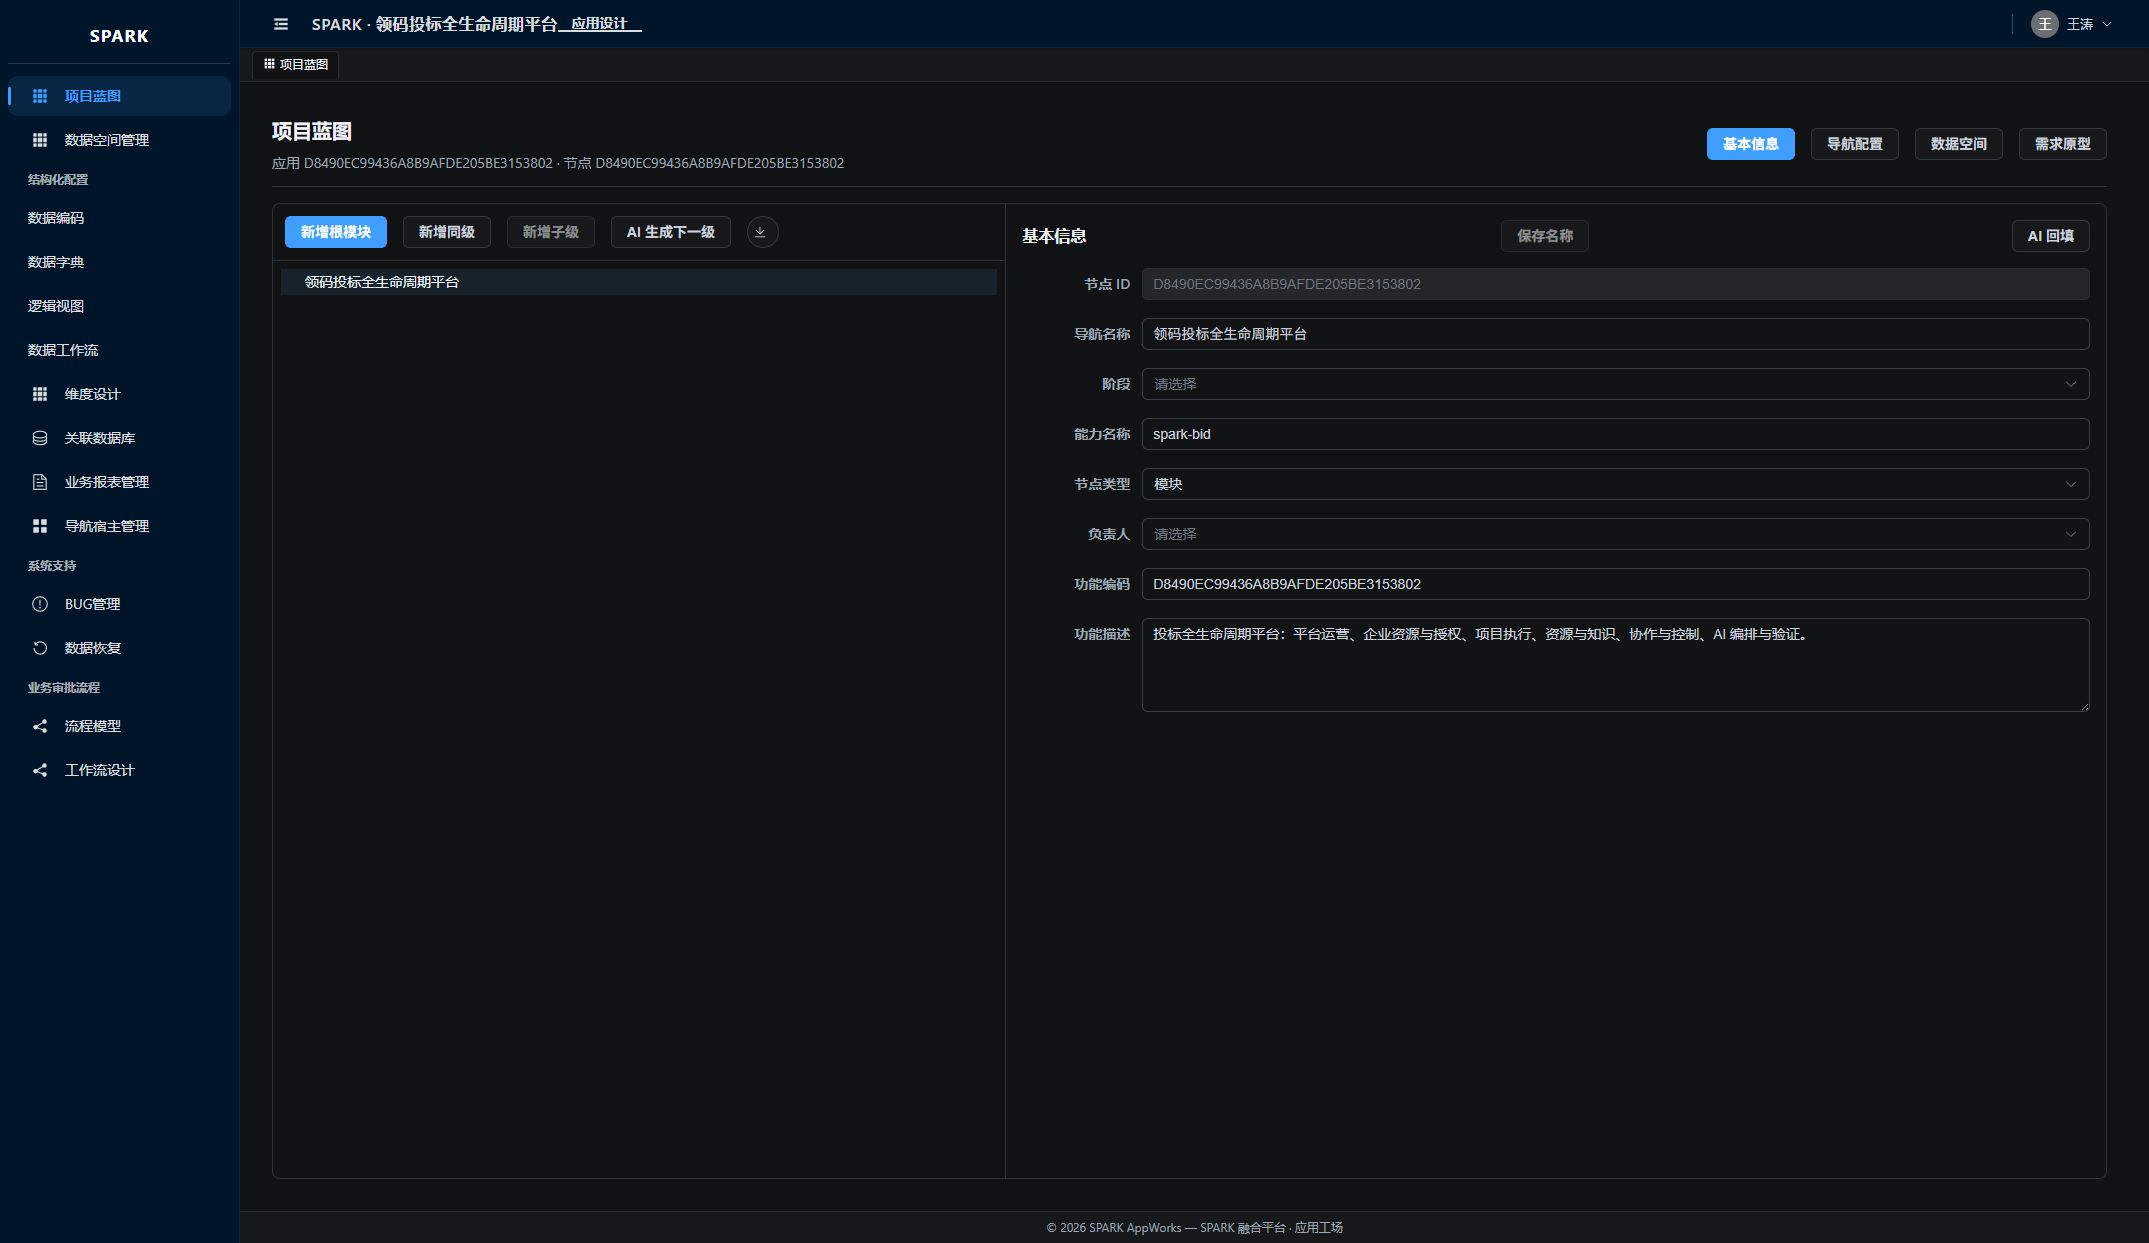 SPARK
项目蓝图
数据空间管理
结构化配置
数据编码
数据字典
逻辑视图
数据工作流
维度设计
关联数据库
业务报表管理
导航宿主管理
系统支持
BUG管理
数据恢复
业务审批流程
流程模型
工作流设计
SPARK · 领码投标全生命周期平台 应用设计
王 王涛
项目蓝图
项目蓝图
应用 D8490EC99436A8B9AFDE205BE3153802 · 节点 D8490EC99436A8B9AFDE205BE3153802
基本信息 导航配置 数据空间 需求原型
新增根模块 新增同级 新增子级 AI 生成下一级
领码投标全生命周期平台
基本信息 保存名称 AI 回填
节点 ID D8490EC99436A8B9AFDE205BE3153802
导航名称 领码投标全生命周期平台
阶段 请选择
能力名称 spark-bid
节点类型 模块
负责人 请选择
功能编码 D8490EC99436A8B9AFDE205BE3153802
功能描述 投标全生命周期平台：平台运营、企业资源与授权、项目执行、资源与知识、协作与控制、AI 编排与验证。
© 2026 SPARK AppWorks — SPARK 融合平台 · 应用工场